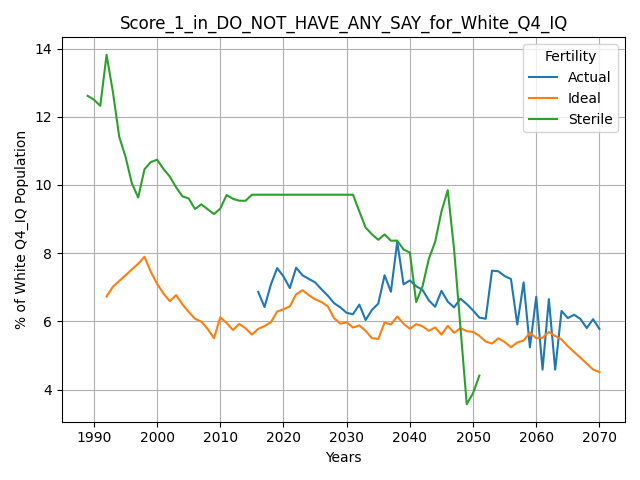 Score_1_in_DO_NOT_HAVE_ANY_SAY_for_White_Q4_IQ
% of White Q4_IQ Population
14
12
10
8
6
4
Fertility
Actual
Ideal
Sterile
1990 2000 2010 2020 2030 2040 2050 2060 2070
Years